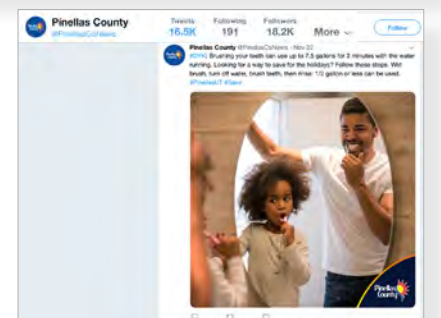 Pinellas County
@PinellasCoNews
Tweets Following Followers
16.5K 191 18.2K More
Follow
Pinellas County @PinellasCoNews · Nov 22
#DYK: Brushing your teeth can use up to 7.5 gallons for 3 minutes with the water
running. Looking for a way to save for the holidays? Follow these steps: Wet
brush, turn off water, brush teeth, then rinse: 1/2 gallon or less can be used.
#PinellasUT #Save
Pinellas
County